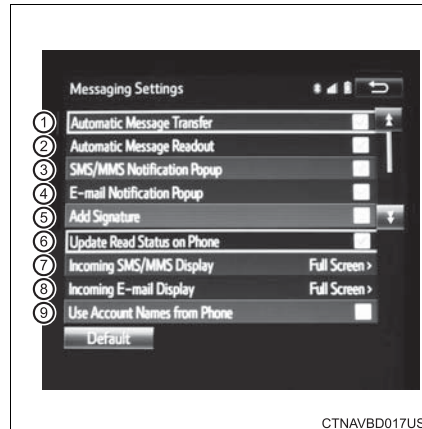 Messaging Settings
1 Automatic Message Transfer
2 Automatic Message Readout
3 SMS/MMS Notification Popup
4 E-mail Notification Popup
5 Add Signature
6 Update Read Status on Phone
7 Incoming SMS/MMS Display Full Screen >
8 Incoming E-mail Display Full Screen >
9 Use Account Names from Phone
Default
CTNAVBD017US